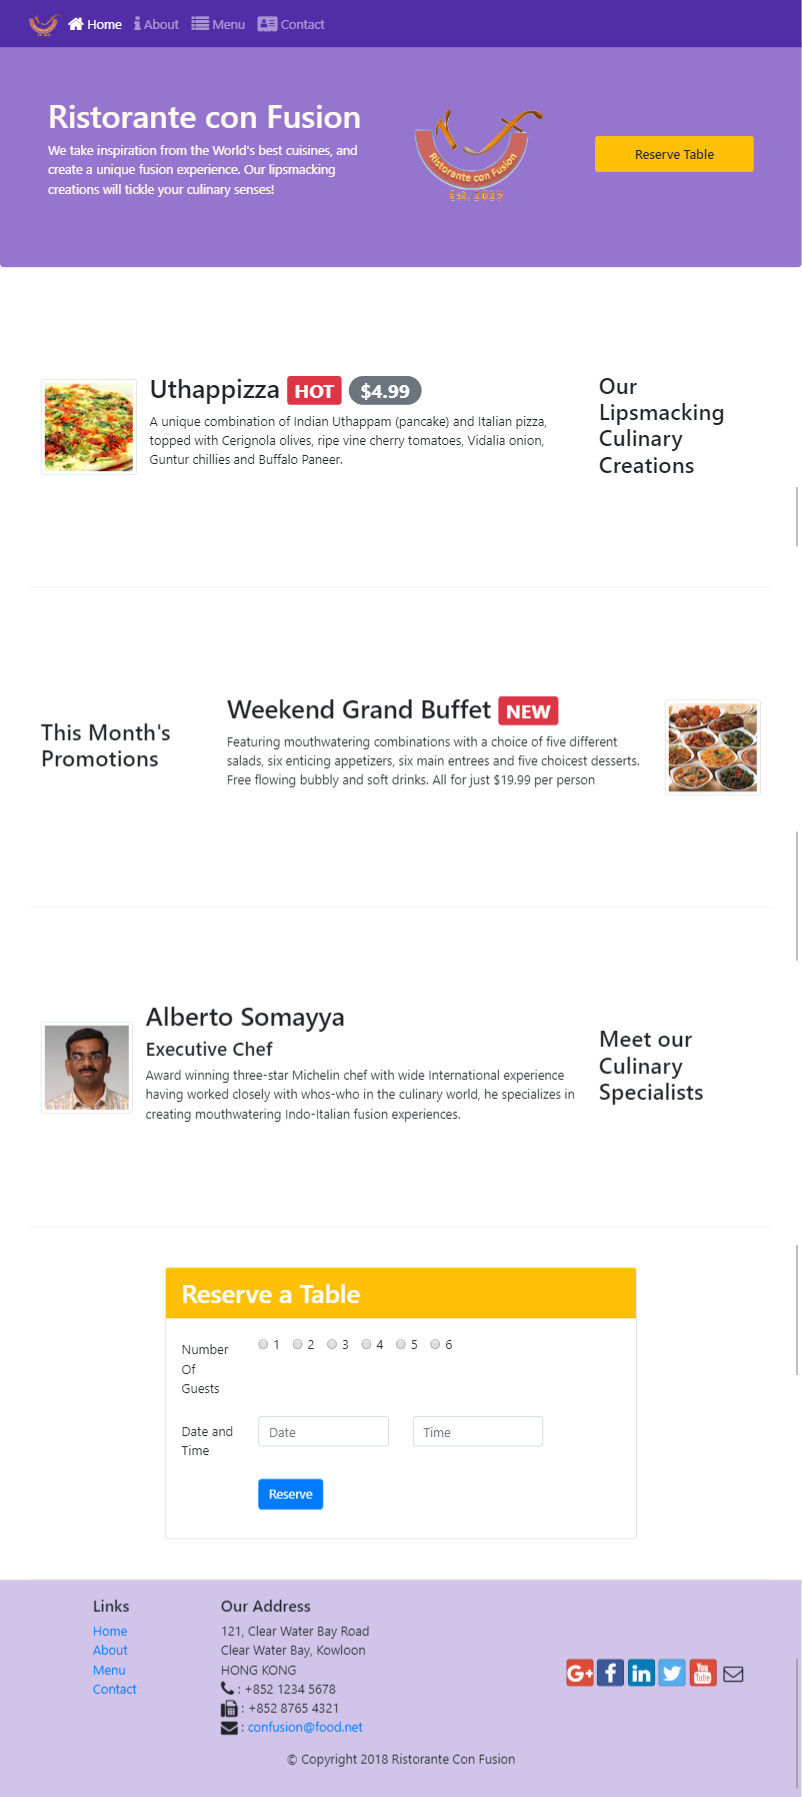 Home About Menu Contact
Ristorante con Fusion
We take inspiration from the World's best cuisines, and
create a unique fusion experience. Our lipsmacking
creations will tickle your culinary senses!
Ristorante con Fusion
Est. 2013
Reserve Table
Uthappizza HOT $4.99
A unique combination of Indian Uthappam (pancake) and Italian pizza,
topped with Cerignola olives, ripe vine cherry tomatoes, Vidalia onion,
Guntur chillies and Buffalo Paneer.
Our
Lipsmacking
Culinary
Creations
This Month's
Promotions
Weekend Grand Buffet NEW
Featuring mouthwatering combinations with a choice of five different
salads, six enticing appetizers, six main entrees and five choicest desserts.
Free flowing bubbly and soft drinks. All for just $19.99 per person
Alberto Somayya
Executive Chef
Award winning three-star Michelin chef with wide International experience
having worked closely with whos-who in the culinary world, he specializes in
creating mouthwatering Indo-Italian fusion experiences.
Meet our
Culinary
Specialists
Reserve a Table
Number
Of
Guests
1 2 3 4 5 6
Date and
Time
Date Time
Reserve
Links
Home
About
Menu
Contact
Our Address
121, Clear Water Bay Road
Clear Water Bay, Kowloon
HONG KONG
: +852 1234 5678
: +852 8765 4321
: confusion@food.net
G+ f in You Tube
© Copyright 2018 Ristorante Con Fusion